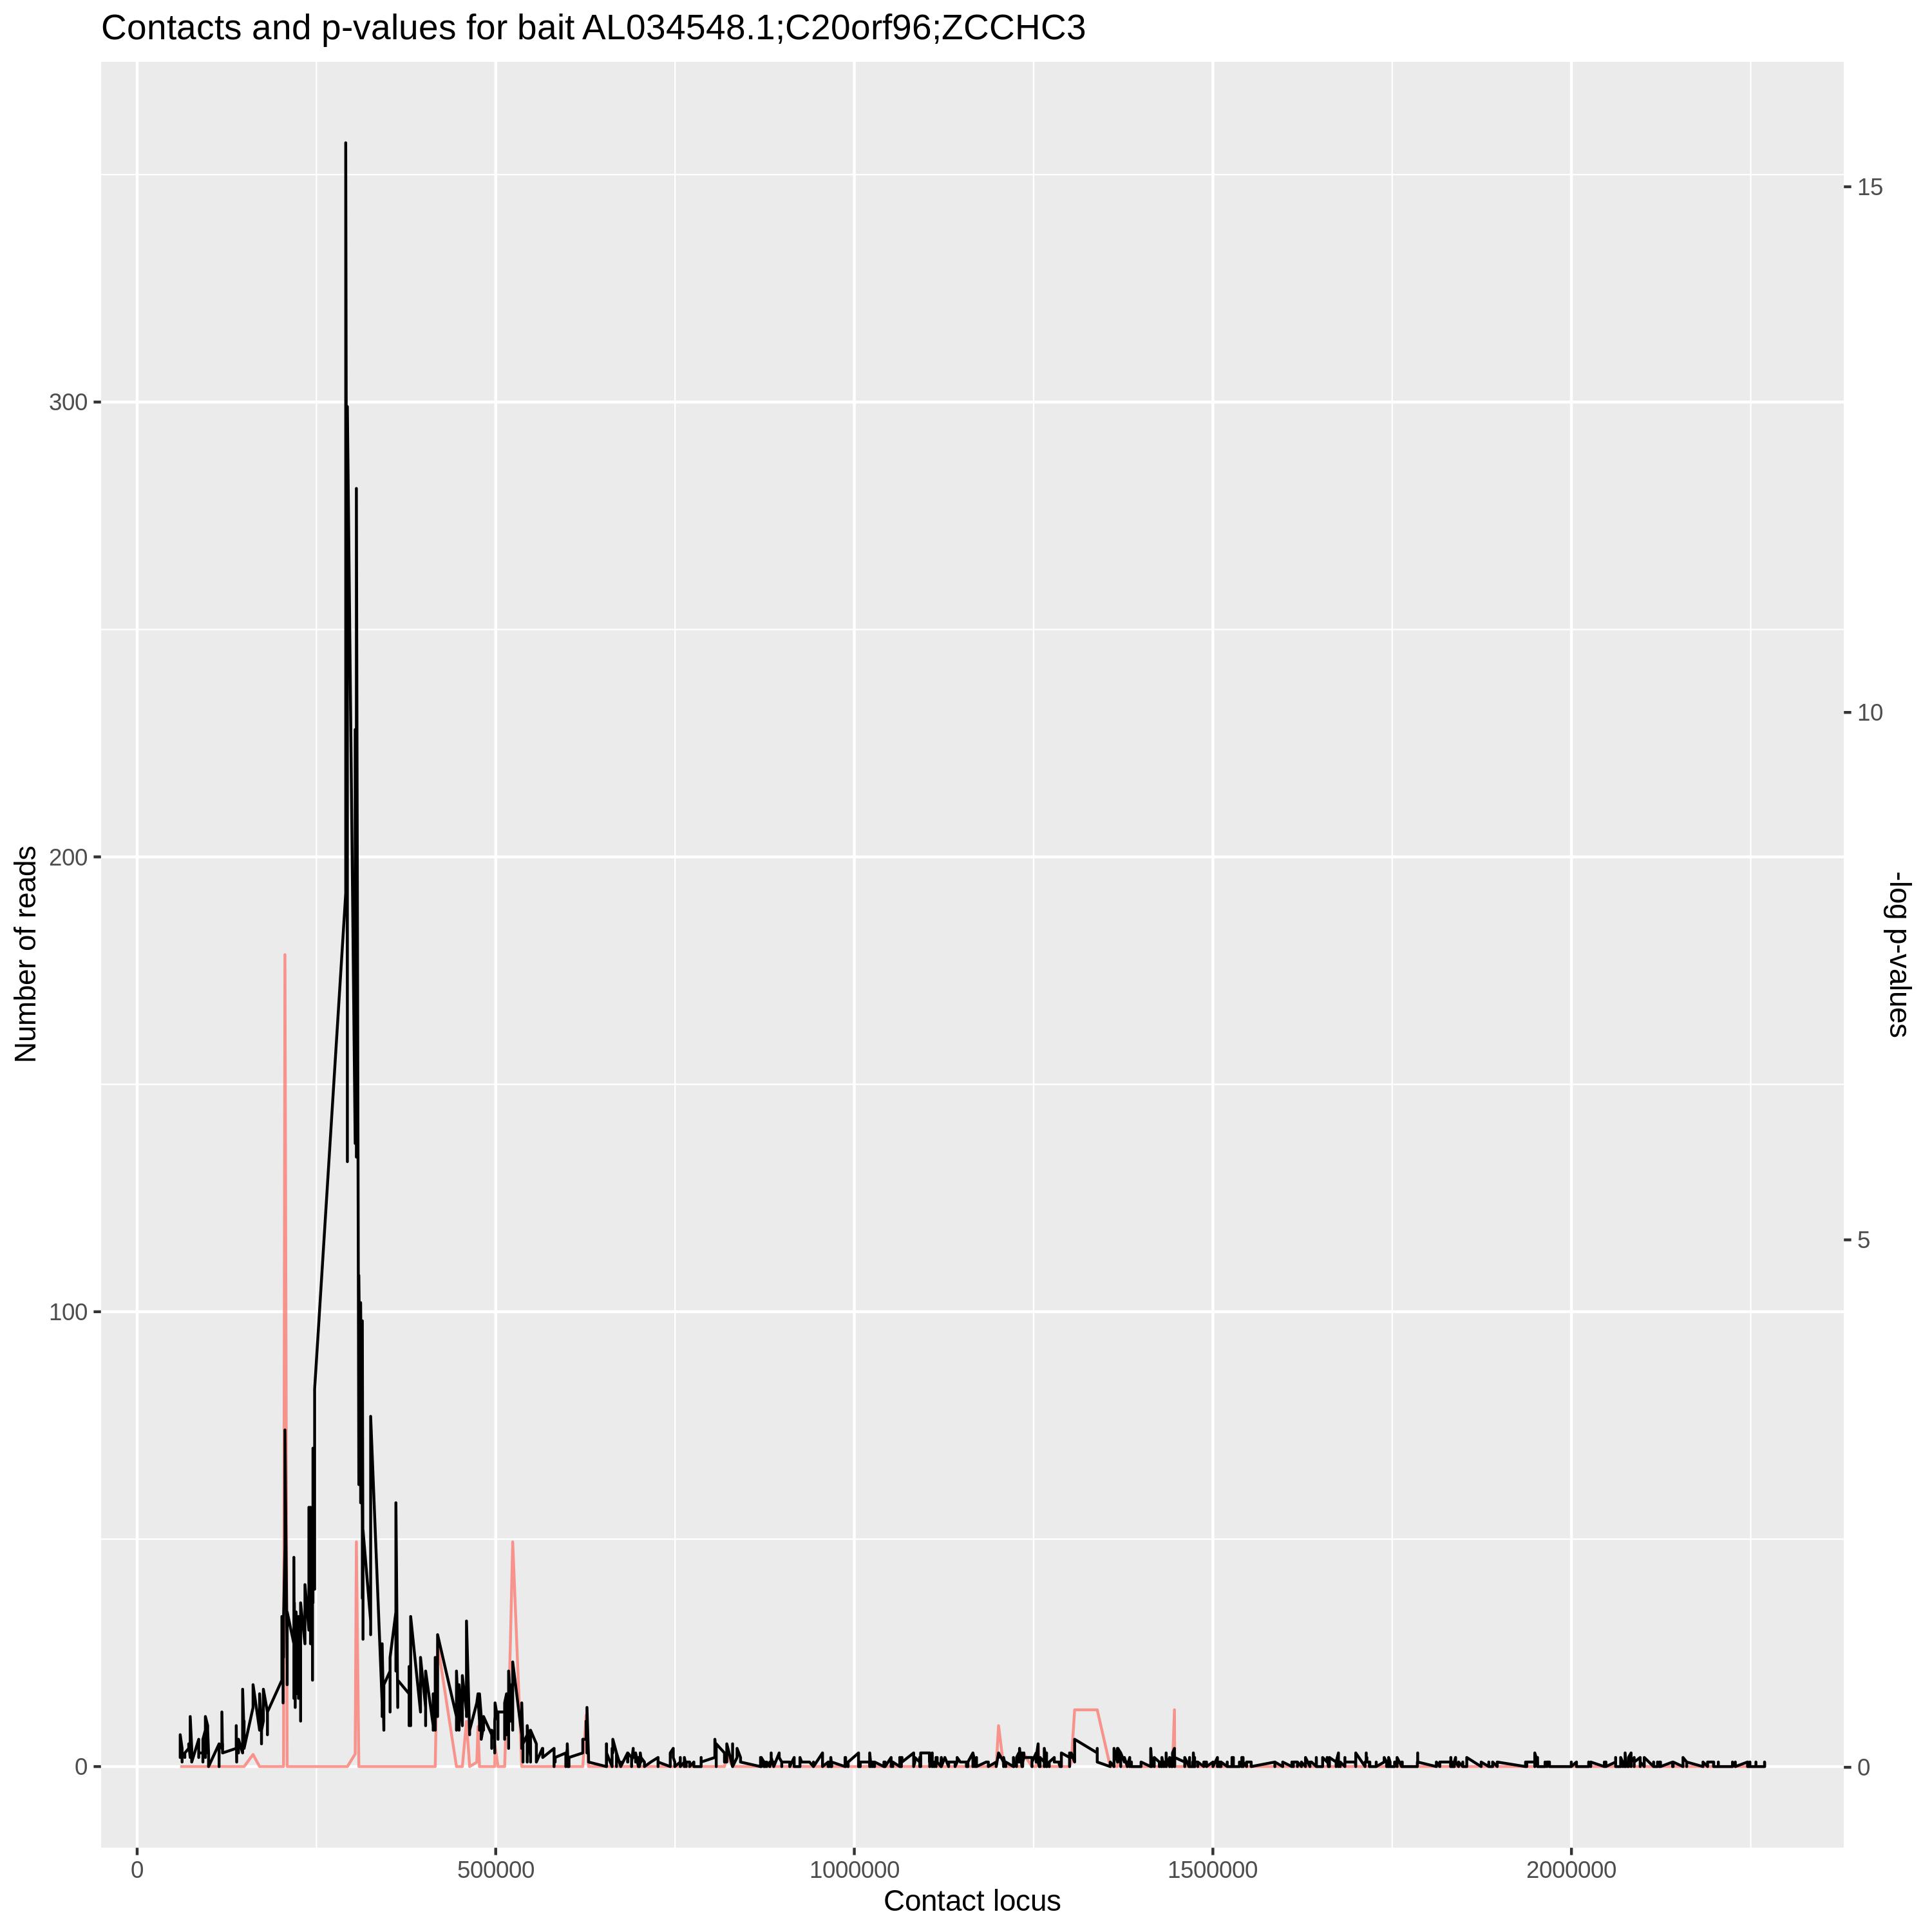 Contacts and p-values for bait AL034548.1;C20orf96;ZCCHC3
Number of reads
300
200
100
0
15
10
5
0
-log p-values
0 500000 1000000 1500000 2000000
Contact locus